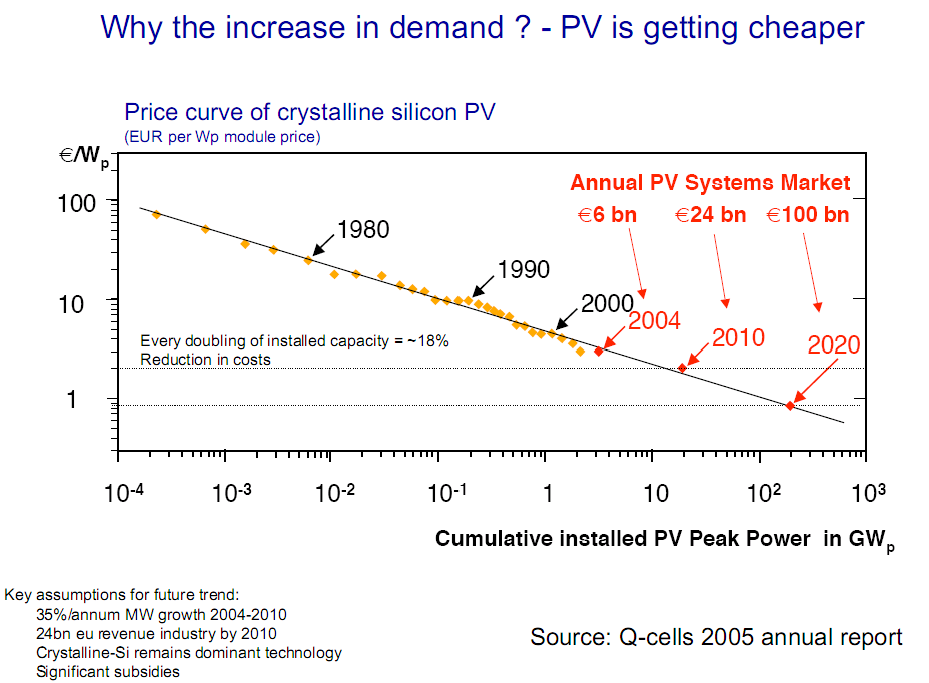 Why the increase in demand ? - PV is getting cheaper
Price curve of crystalline silicon PV
(EUR per Wp module price)
€/Wp
100
10
1
Annual PV Systems Market
€6 bn €24 bn €100 bn
1980
1990
2000
2004
2010
2020
Every doubling of installed capacity = ~18%
Reduction in costs
10-4 10-3 10-2 10-1 1 10 102 103
Cumulative installed PV Peak Power in GWp
Key assumptions for future trend:
35%/annum MW growth 2004-2010
24bn eu revenue industry by 2010
Crystalline-Si remains dominant technology
Significant subsidies
Source: Q-cells 2005 annual report